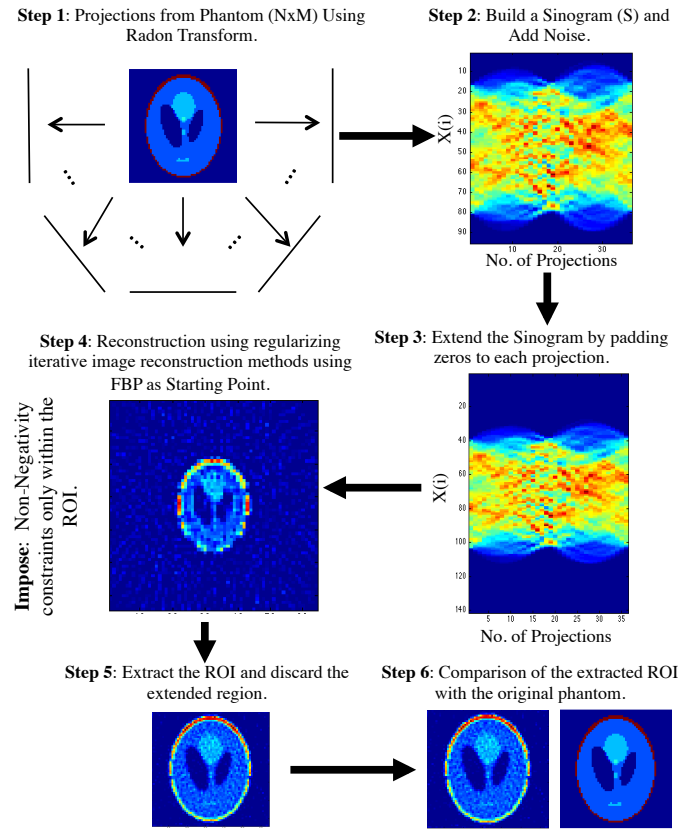 Step 1: Projections from Phantom (NxM) Using
Radon Transform.
Step 2: Build a Sinogram (S) and
Add Noise.
X(i)
10
20
30
40
50
60
70
80
90
10
20
30
No. of Projections
Step 3: Extend the Sinogram by padding
zeros to each projection.
X(i)
20
40
60
80
100
120
140
5
10
15
20
25
30
35
No. of Projections
Step 4: Reconstruction using regularizing
iterative image reconstruction methods using
FBP as Starting Point.
Impose: Non-Negativity
constraints only within the
ROI.
Step 5: Extract the ROI and discard the
extended region.
Step 6: Comparison of the extracted ROI
with the original phantom.